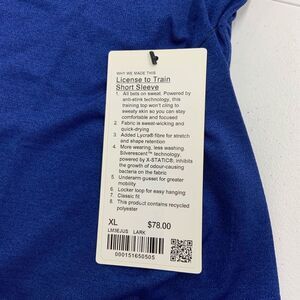 WHY WE MADE THIS
License to Train
Short Sleeve
1. All bets on sweat. Powered by
anti-stink technology, this
training top won't cling to
sweaty skin so you can stay
comfortable and focused
2. Fabric is sweat-wicking and
quick-drying
3. Added Lycra® fibre for stretch
and shape retention
4. More wearing, less washing.
Silverescent™ technology,
powered by X-STATIC®, inhibits
the growth of odour-causing
bacteria on the fabric
5. Underarm gusset for greater
mobility
6. Locker loop for easy hanging
7. Classic fit
8. This product contains recycled
polyester
XL $78.00
LM3EJUS LARK
000151650505